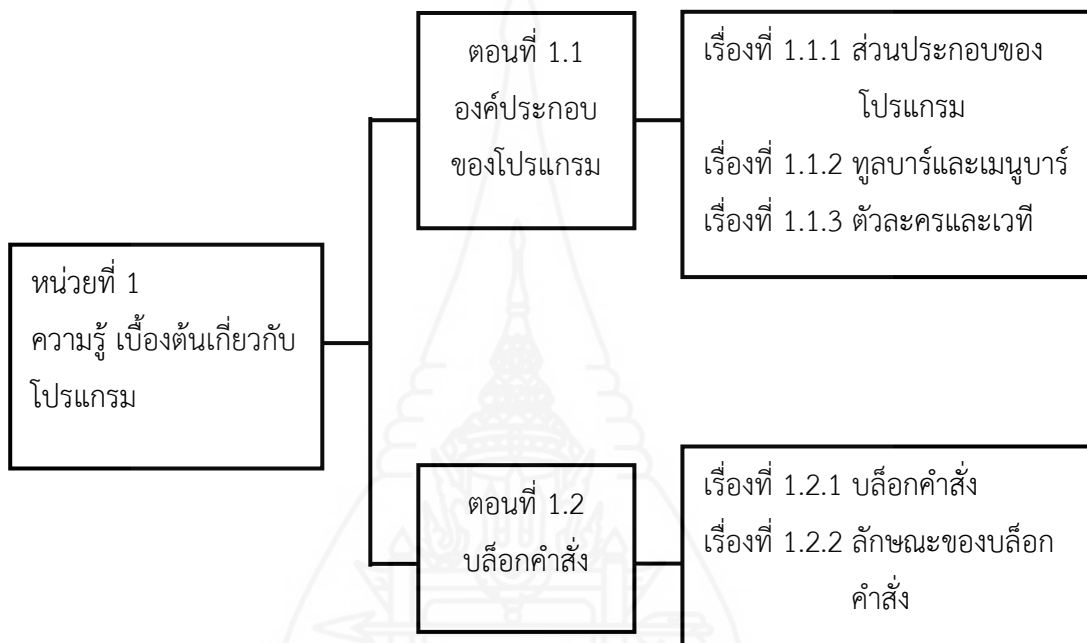 หน่วยที่ 1
ความรู้ เบื้องต้นเกี่ยวกับ
โปรแกรม
ตอนที่ 1.1
องค์ประกอบ
ของโปรแกรม
เรื่องที่ 1.1.1 ส่วนประกอบของ
โปรแกรม
เรื่องที่ 1.1.2 ทูลบาร์และเมนูบาร์
เรื่องที่ 1.1.3 ตัวละครและเวที
ตอนที่ 1.2
บล็อกคำสั่ง
เรื่องที่ 1.2.1 บล็อกคำสั่ง
เรื่องที่ 1.2.2 ลักษณะของบล็อก
คำสั่ง